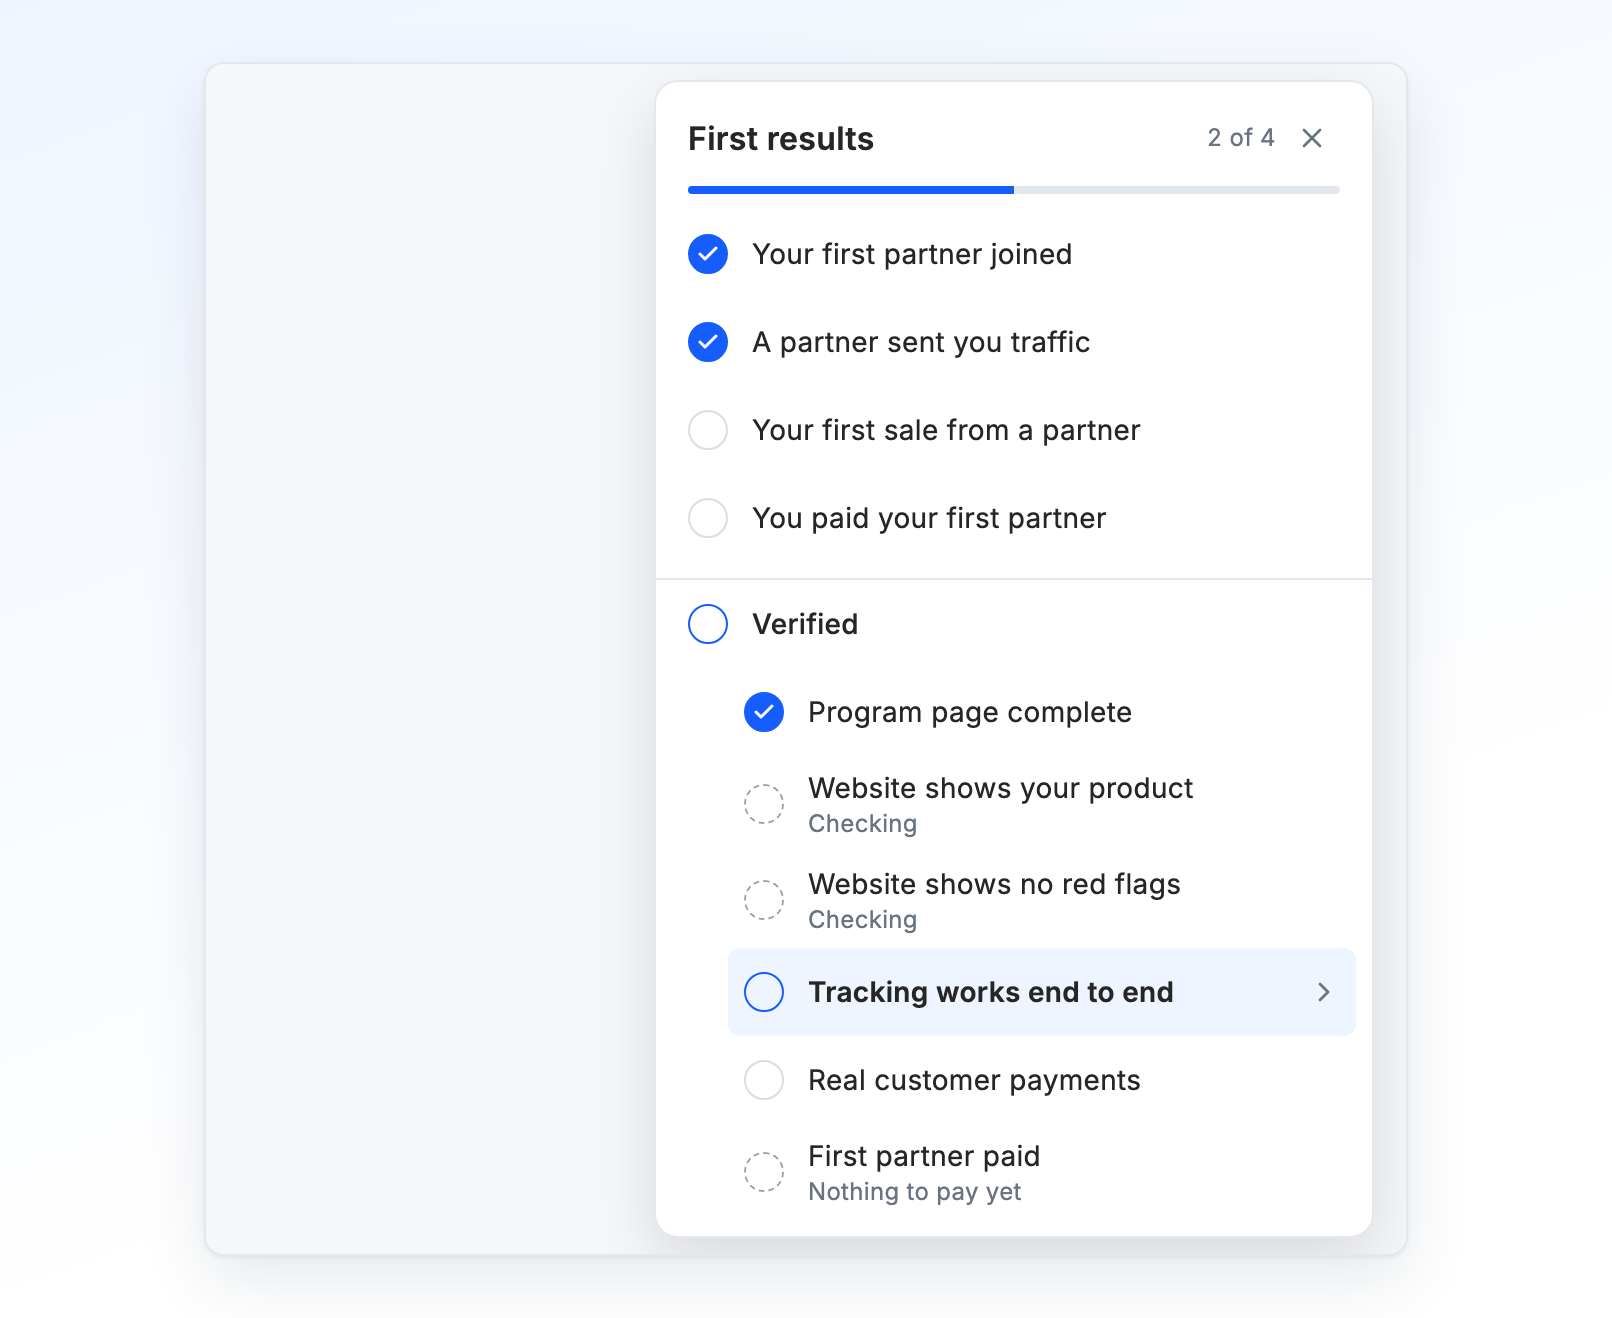 First results
2 of 4
Your first partner joined
A partner sent you traffic
Your first sale from a partner
You paid your first partner
Verified
Program page complete
Website shows your product
Checking
Website shows no red flags
Checking
Tracking works end to end
Real customer payments
First partner paid
Nothing to pay yet